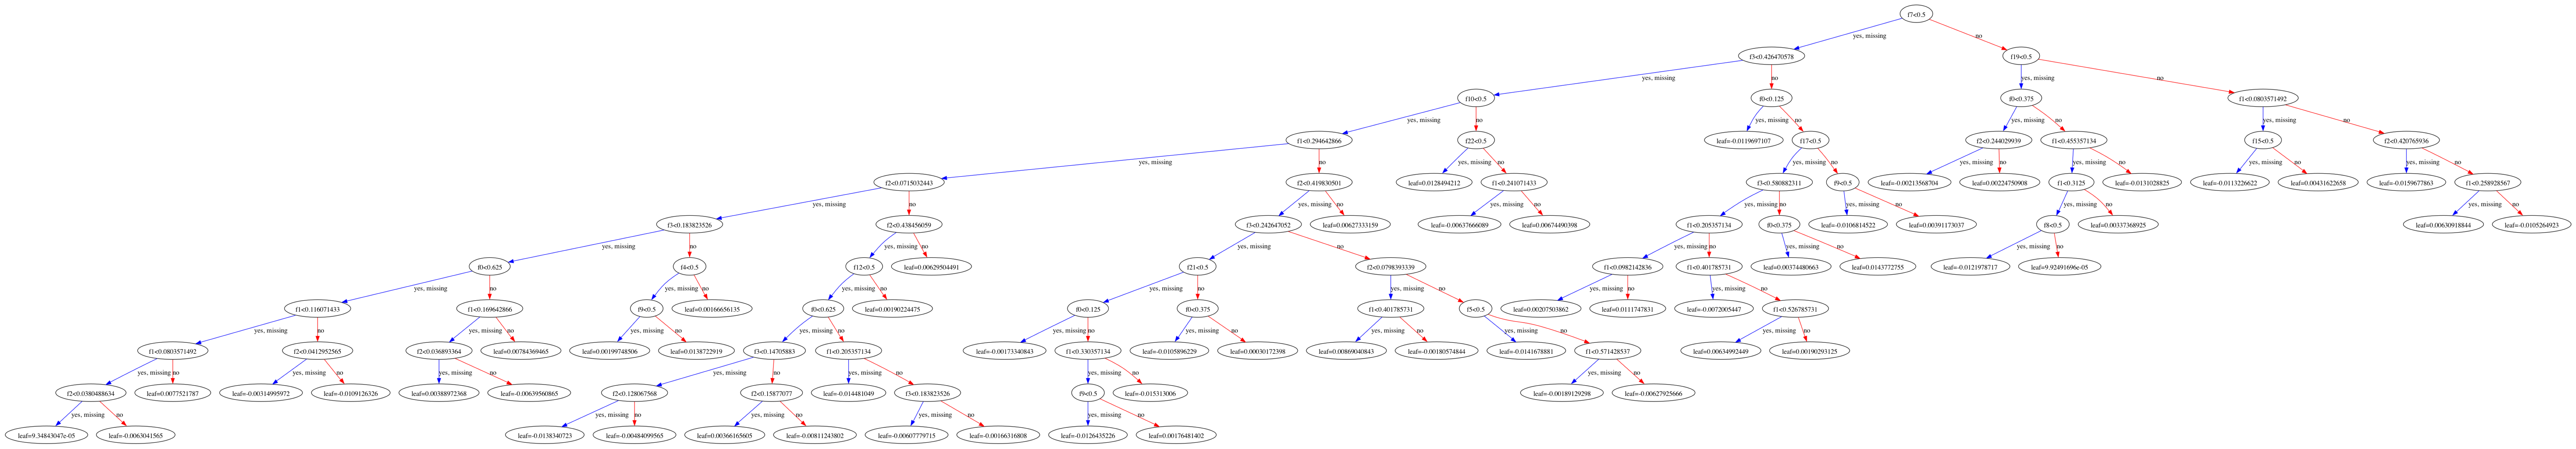 f7<0.5
yes, missing
no
f3<0.426470578
f19<0.5
yes, missing
no
yes, missing
no
f10<0.5
f0<0.125
f0<0.375
f1<0.0803571492
yes, missing
no
yes, missing
no
yes, missing
no
yes, missing
no
f1<0.294642866
f22<0.5
leaf=-0.0119697107
f17<0.5
f2<0.244029939
f1<0.455357134
f15<0.5
f2<0.420765936
yes, missing
no
yes, missing
no
yes, missing
no
yes, missing
no
yes, missing
no
yes, missing
no
yes, missing
no
f2<0.0715032443
f2<0.419830501
leaf=0.0128494212
f1<0.241071433
f3<0.580882311
f9<0.5
leaf=-0.00213568704
leaf=0.00224750908
f1<0.3125
leaf=-0.0131028825
leaf=-0.0113226622
leaf=0.00431622658
leaf=-0.0159677863
f1<0.258928567
yes, missing
no
yes, missing
no
yes, missing
no
yes, missing
no
yes, missing
no
yes, missing
no
yes, missing
no
f3<0.183823526
f2<0.438456059
f3<0.242647052
leaf=0.00627333159
leaf=-0.00637666089
leaf=0.00674490398
f1<0.205357134
f0<0.375
leaf=-0.0106814522
leaf=0.00391173037
f8<0.5
leaf=0.00337368925
leaf=0.00630918844
leaf=-0.0105264923
yes, missing
no
yes, missing
no
yes, missing
no
yes, missing
no
yes, missing
no
yes, missing
no
f0<0.625
f4<0.5
f12<0.5
leaf=0.00629504491
f21<0.5
f2<0.0798393339
f1<0.0982142836
f1<0.401785731
leaf=0.00374480663
leaf=0.0143772755
leaf=-0.0121978717
leaf=9.92491696e-05
yes, missing
no
yes, missing
no
yes, missing
no
yes, missing
no
yes, missing
no
yes, missing
no
yes, missing
no
f1<0.116071433
f1<0.169642866
f9<0.5
leaf=0.00166656135
f0<0.625
leaf=0.00190224475
f0<0.125
f0<0.375
f1<0.401785731
f5<0.5
leaf=0.00207503862
leaf=0.0111747831
leaf=-0.0072005447
f1<0.526785731
yes, missing
no
yes, missing
no
yes, missing
no
yes, missing
no
yes, missing
no
yes, missing
no
yes, missing
no
yes, missing
no
yes, missing
no
f1<0.0803571492
f2<0.0412952565
f2<0.036893364
leaf=0.00784369465
leaf=0.00199748506
leaf=0.0138722919
f3<0.14705883
f1<0.205357134
leaf=-0.00173340843
f1<0.330357134
leaf=-0.0105896229
leaf=0.00030172398
leaf=0.00869040843
leaf=-0.00180574844
leaf=-0.0141678881
f1<0.571428537
leaf=0.00634992449
leaf=0.00190293125
yes, missing
no
yes, missing
no
yes, missing
no
yes, missing
no
yes, missing
no
yes, missing
no
yes, missing
no
f2<0.0380488634
leaf=0.0077521787
leaf=-0.00314995972
leaf=-0.0109126326
leaf=0.00388972368
leaf=-0.00639560865
f2<0.128067568
f2<0.15877077
leaf=-0.014481049
f3<0.183823526
f9<0.5
leaf=-0.015313006
leaf=-0.00189129298
leaf=-0.00627925666
yes, missing
no
yes, missing
no
yes, missing
no
yes, missing
no
yes, missing
no
leaf=9.34843047e-05
leaf=-0.0063041565
leaf=-0.0138340723
leaf=-0.00484099565
leaf=0.00366165605
leaf=-0.00811243802
leaf=-0.00607779715
leaf=-0.00166316808
leaf=-0.0126435226
leaf=0.00176481402